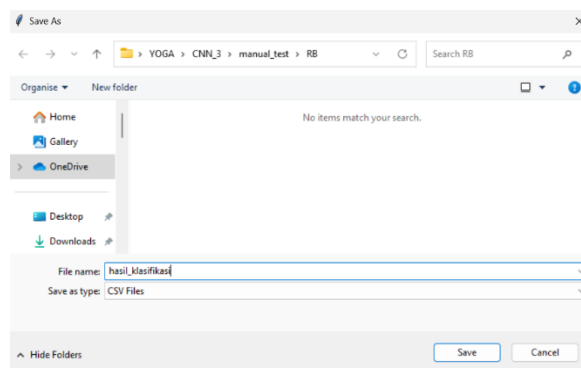 Save As
YOGA > CNN_3 > manual_test > RB
Search RB
Organise
New folder
Home
Gallery
OneDrive
Desktop
Downloads
No items match your search.
File name: hasil_klasifikasi
Save as type: CSV Files
Hide Folders
Save
Cancel